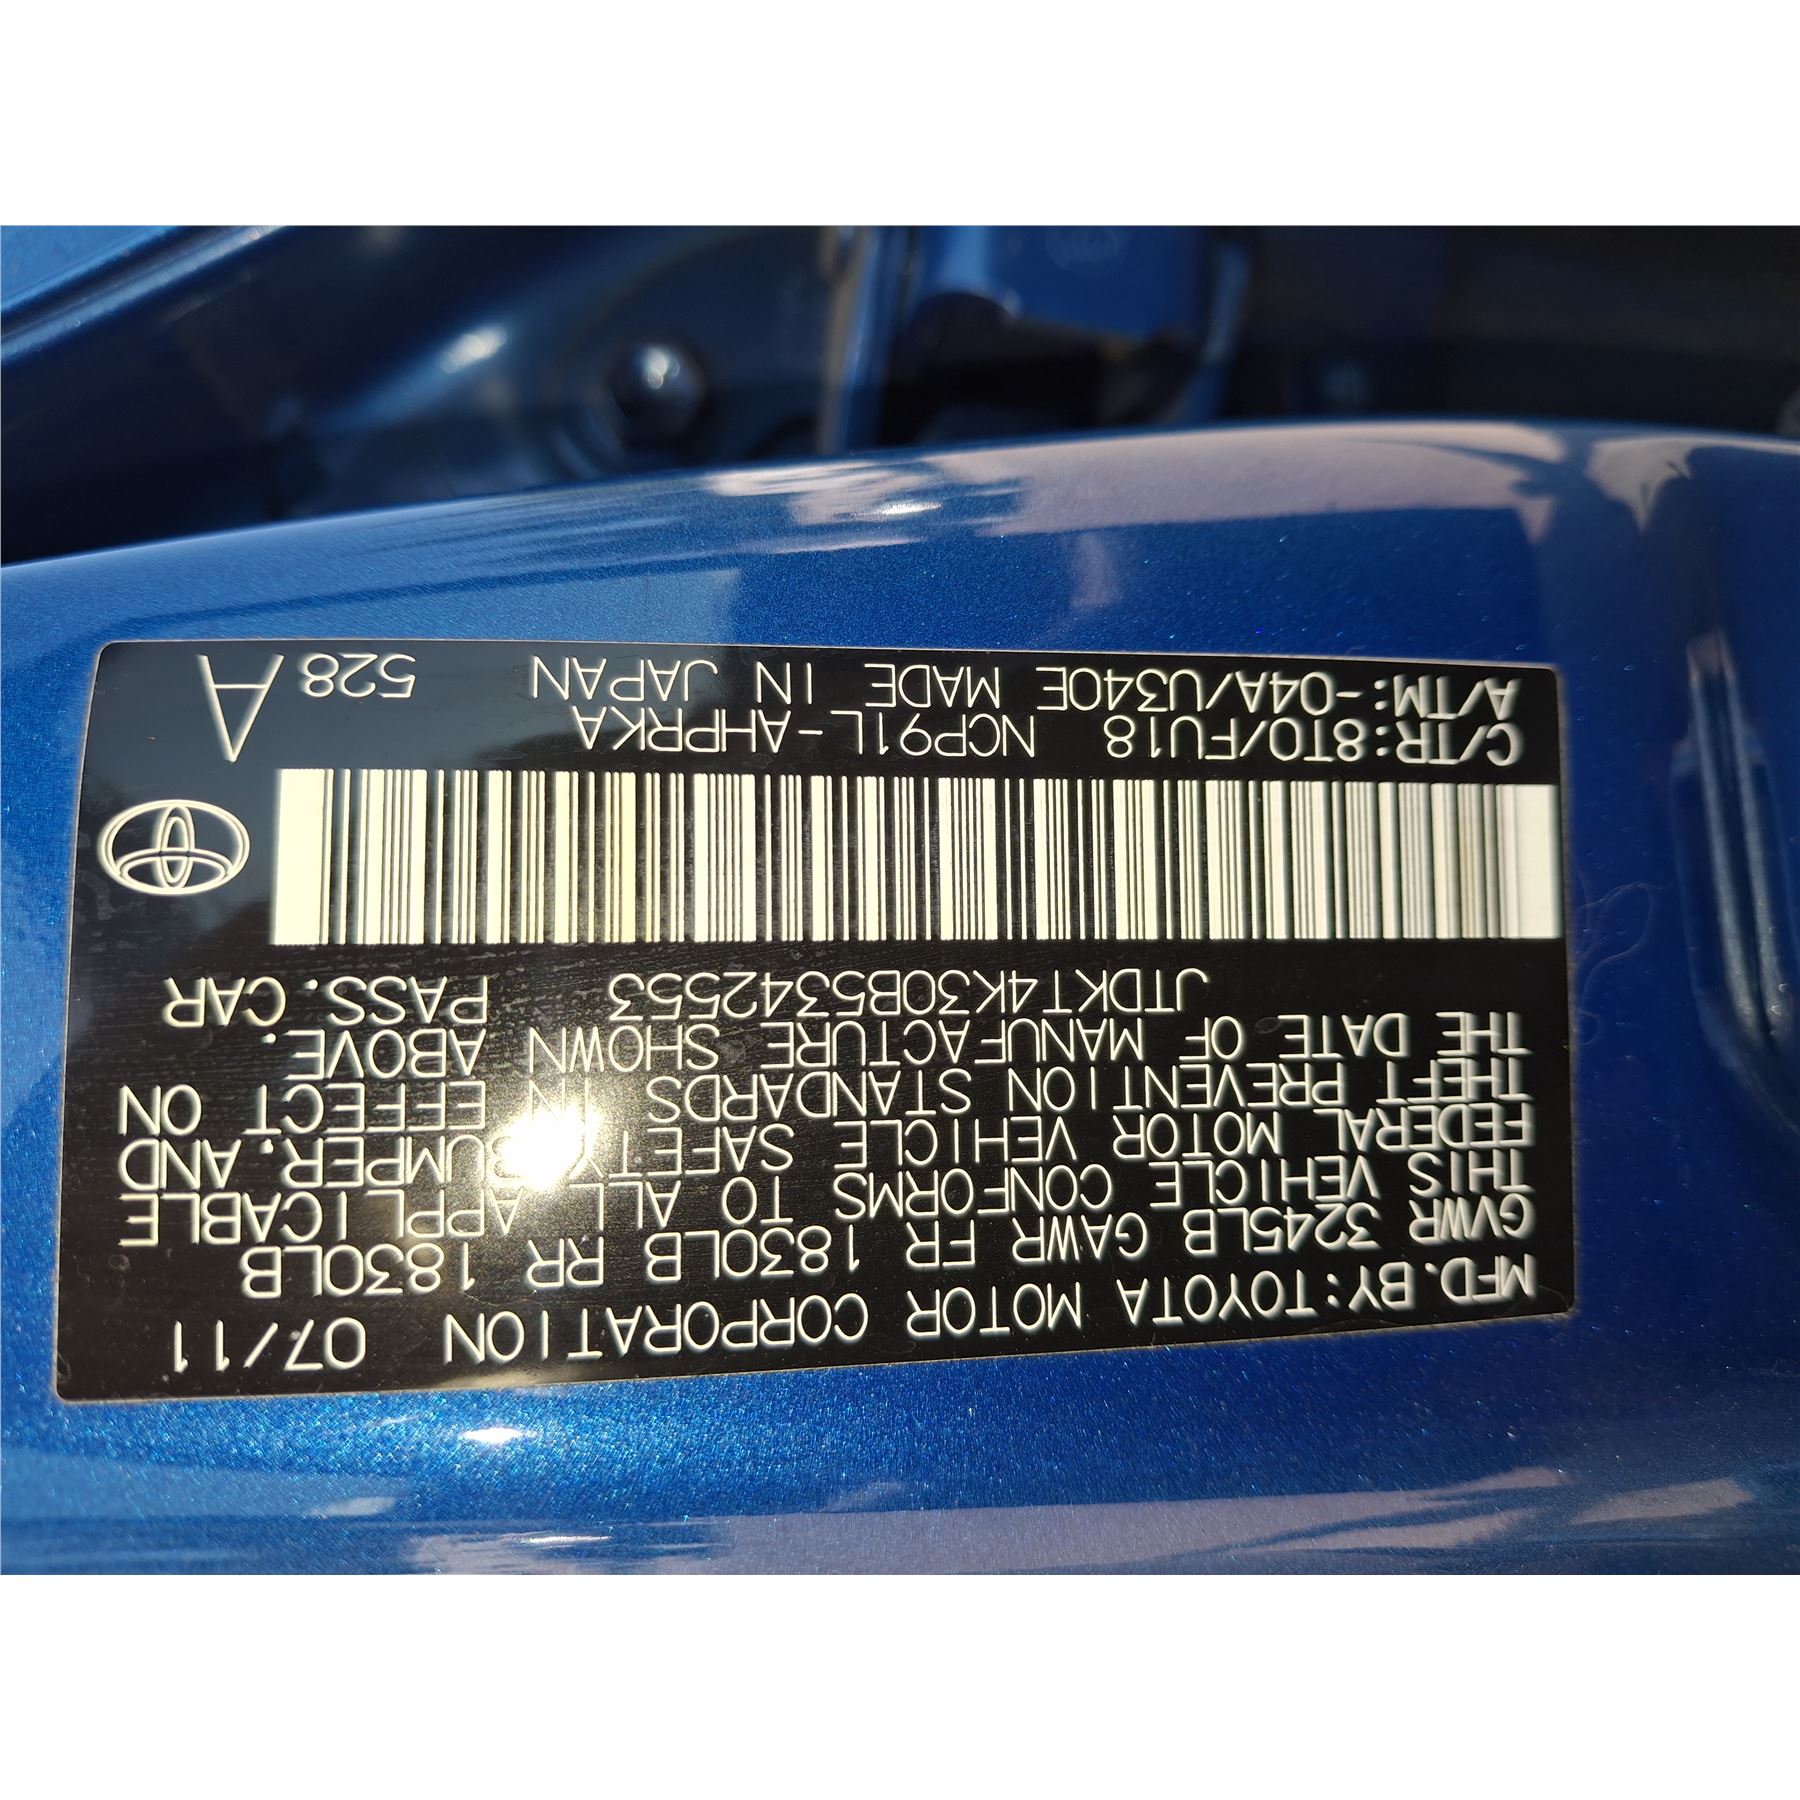 MFD. BY:TOYOTA MOTOR CORPORATION 07/11
GVWR 3245LB GAWR FR 1830LB RR 1830LB
THIS VEHICLE CONFORMS TO ALL APPLICABLE
FEDERAL MOTOR VEHICLE SAFETY,BUMPER,AND
THEFT PREVENTION STANDARDS IN EFFECT ON
THE DATE OF MANUFACTURE SHOWN ABOVE.
JTDKT4K30B5342553 PASS. CAR
C/TR:8T0/FU18 NCP91L-AHPRKA
A/TM:-04A/U340E MADE IN JAPAN 528 A